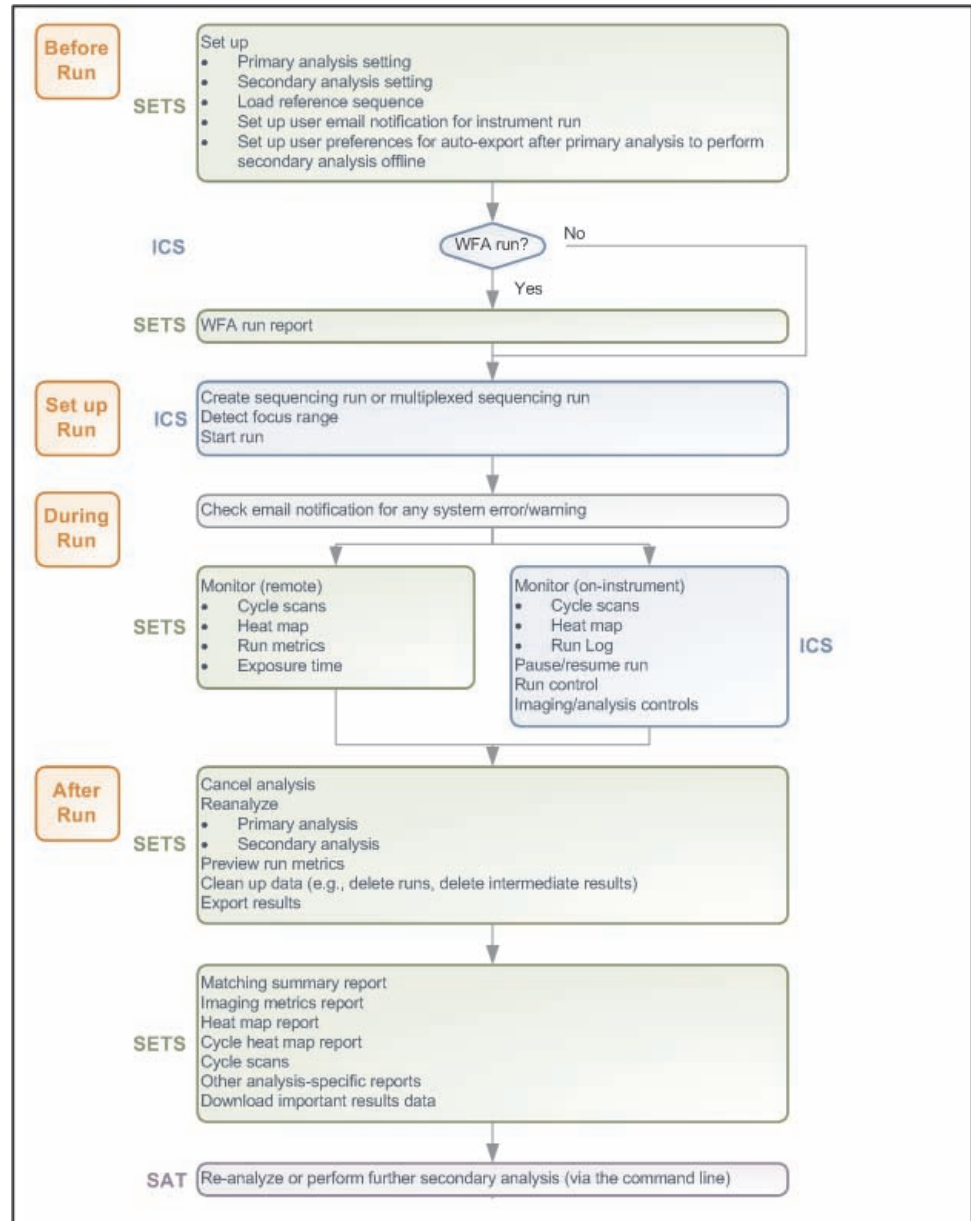 Before
Run
SETS
Set up
• Primary analysis setting
• Secondary analysis setting
• Load reference sequence
• Set up user email notification for instrument run
• Set up user preferences for auto-export after primary analysis to perform
secondary analysis offline
ICS
WFA run?
No
Yes
SETS
WFA run report
Set up
Run
ICS
Create sequencing run or multiplexed sequencing run
Detect focus range
Start run
During
Run
Check email notification for any system error/warning
SETS
Monitor (remote)
• Cycle scans
• Heat map
• Run metrics
• Exposure time
Monitor (on-instrument)
• Cycle scans
• Heat map
• Run Log
Pause/resume run
Run control
Imaging/analysis controls
ICS
After
Run
SETS
Cancel analysis
Reanalyze
• Primary analysis
• Secondary analysis
Preview run metrics
Clean up data (e.g., delete runs, delete intermediate results)
Export results
SETS
Matching summary report
Imaging metrics report
Heat map report
Cycle heat map report
Cycle scans
Other analysis-specific reports
Download important results data
SAT
Re-analyze or perform further secondary analysis (via the command line)